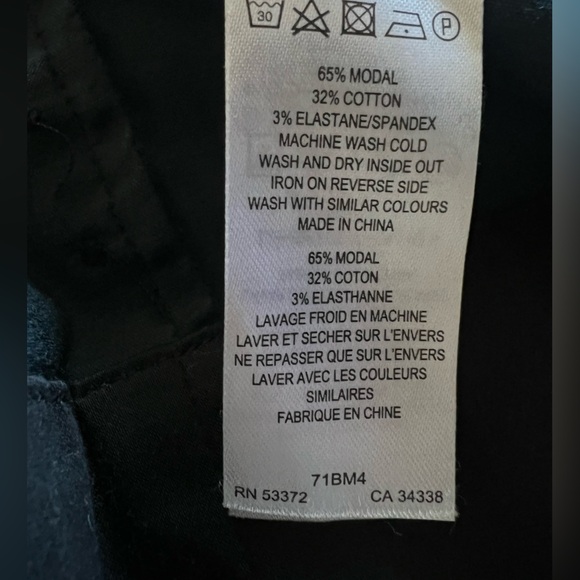 30
P
65% MODAL
32% COTTON
3% ELASTANE/SPANDEX
MACHINE WASH COLD
WASH AND DRY INSIDE OUT
IRON ON REVERSE SIDE
WASH WITH SIMILAR COLOURS
MADE IN CHINA
65% MODAL
32% COTON
3% ELASTHANNE
LAVAGE FROID EN MACHINE
LAVER ET SECHER SUR L'ENVERS
NE REPASSER QUE SUR L'ENVERS
LAVER AVEC LES COULEURS
SIMILAIRES
FABRIQUE EN CHINE
71BM4
RN 53372 CA 34338